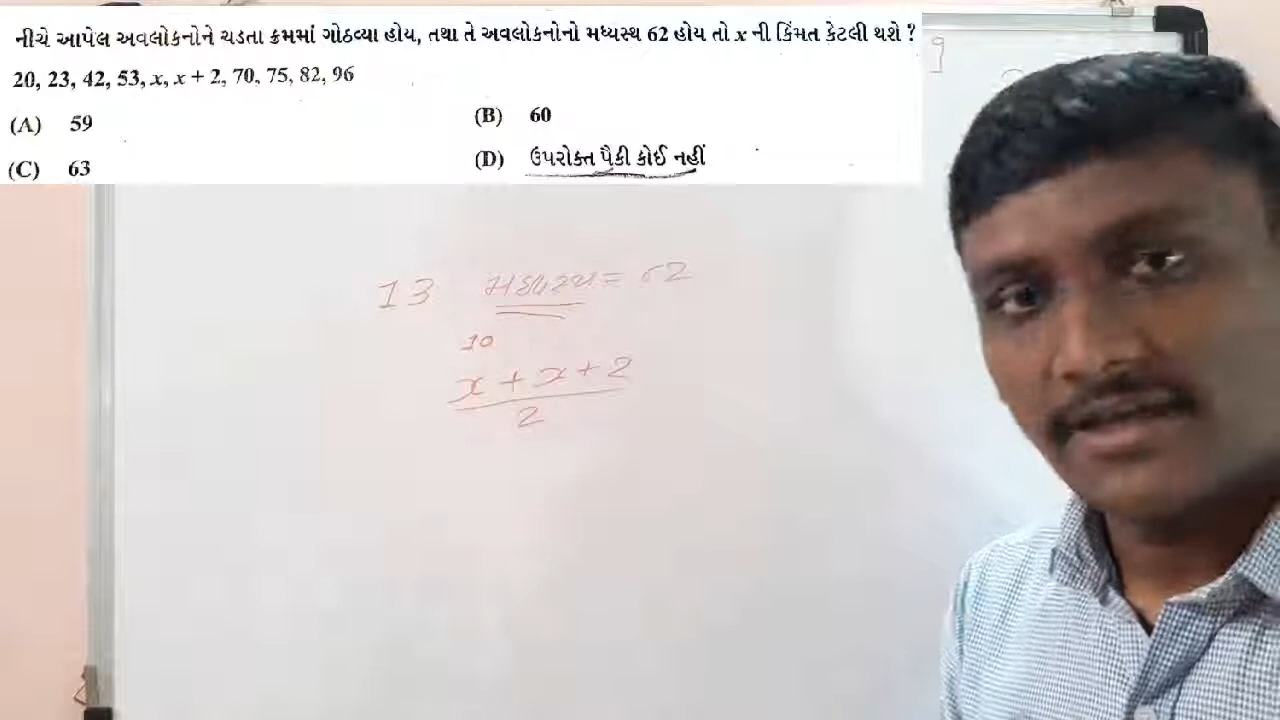 નીચે આપેલ અવલોકનોને ચડતા ક્રમમાં ગોઠવ્યા હોય, તથા તે અવલોકનોનો મધ્યસ્થ 62 હોય તો x ની કિંમત કેટલી થશે ?
20, 23, 42, 53, x, x + 2, 70, 75, 82, 96
(A) 59
(B) 60
(C) 63
(D) ઉપરોક્ત પૈકી કોઈ નહીં
13 મધ્યસ્થ = 62
10
x + x + 2
2